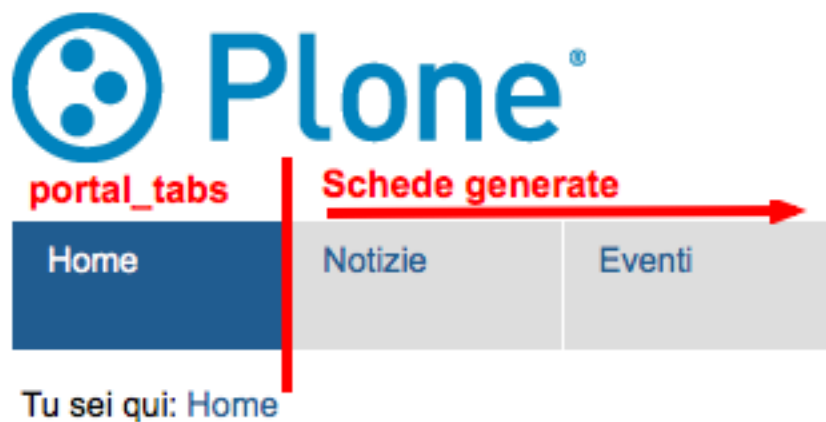 Plone®
portal_tabs Schede generate
Home Notizie Eventi
Tu sei qui: Home